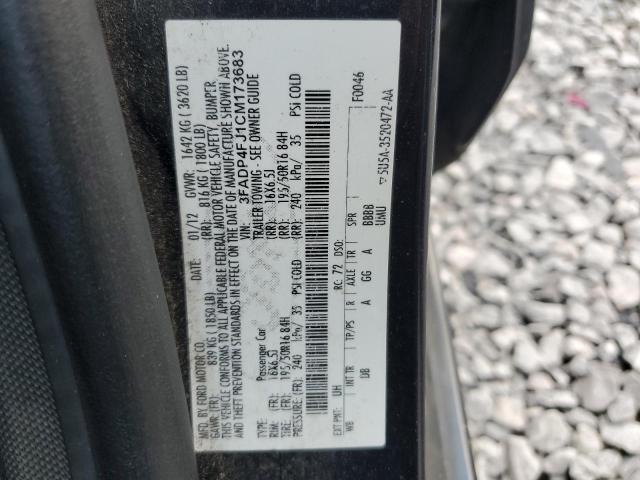 MFD. BY FORD MOTOR CO.
DATE: 01/12 GVWR: 1642 KG ( 3620 LB)
GAWR: FR: 839 KG (1850 LB) (RR): 816 KG ( 1800 LB)
THIS VEHICLE CONFORMS TO ALL APPLICABLE FEDERAL MOTOR VEHICLE SAFETY, BUMPER,
AND THEFT PREVENTION STANDARDS IN EFFECT ON THE DATE OF MANUFACTURE SHOWN ABOVE.
VIN: 3FADP4FJ1CM173683
TYPE: Passenger Car TRAILER TOWING - SEE OWNER GUIDE
RIM: (FR): 16X6.5J (RR): 16X6.5J
TIRE: (FR): 195/50R16 84H (RR): 195/50R16 84H
PRESSURE: (FR): 240 kPa/ 35 PSI COLD (RR): 240 kPa/ 35 PSI COLD
EXT PNT: UH RC: 72 DSO: F0046
WB INT TR TP/PS R AXLE TR SPR
DB A GG A BBBB
UMU
5U5A-3520472-AA